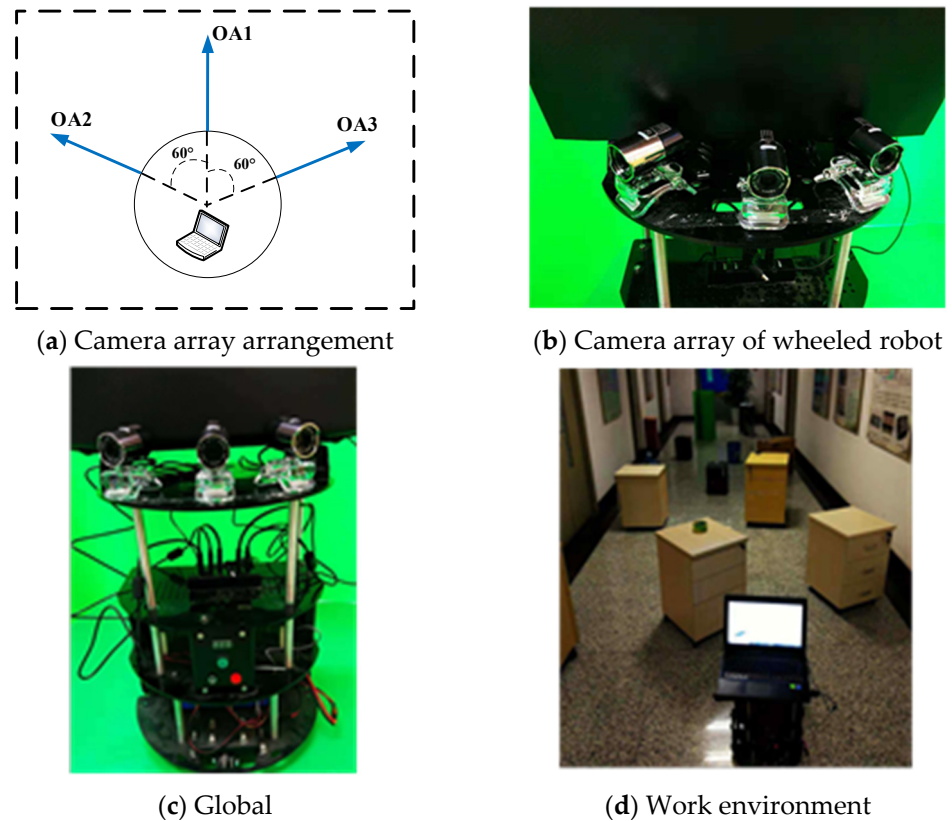 OA1
OA2
OA3
60°
60°
(a) Camera array arrangement
(b) Camera array of wheeled robot
(c) Global
(d) Work environment